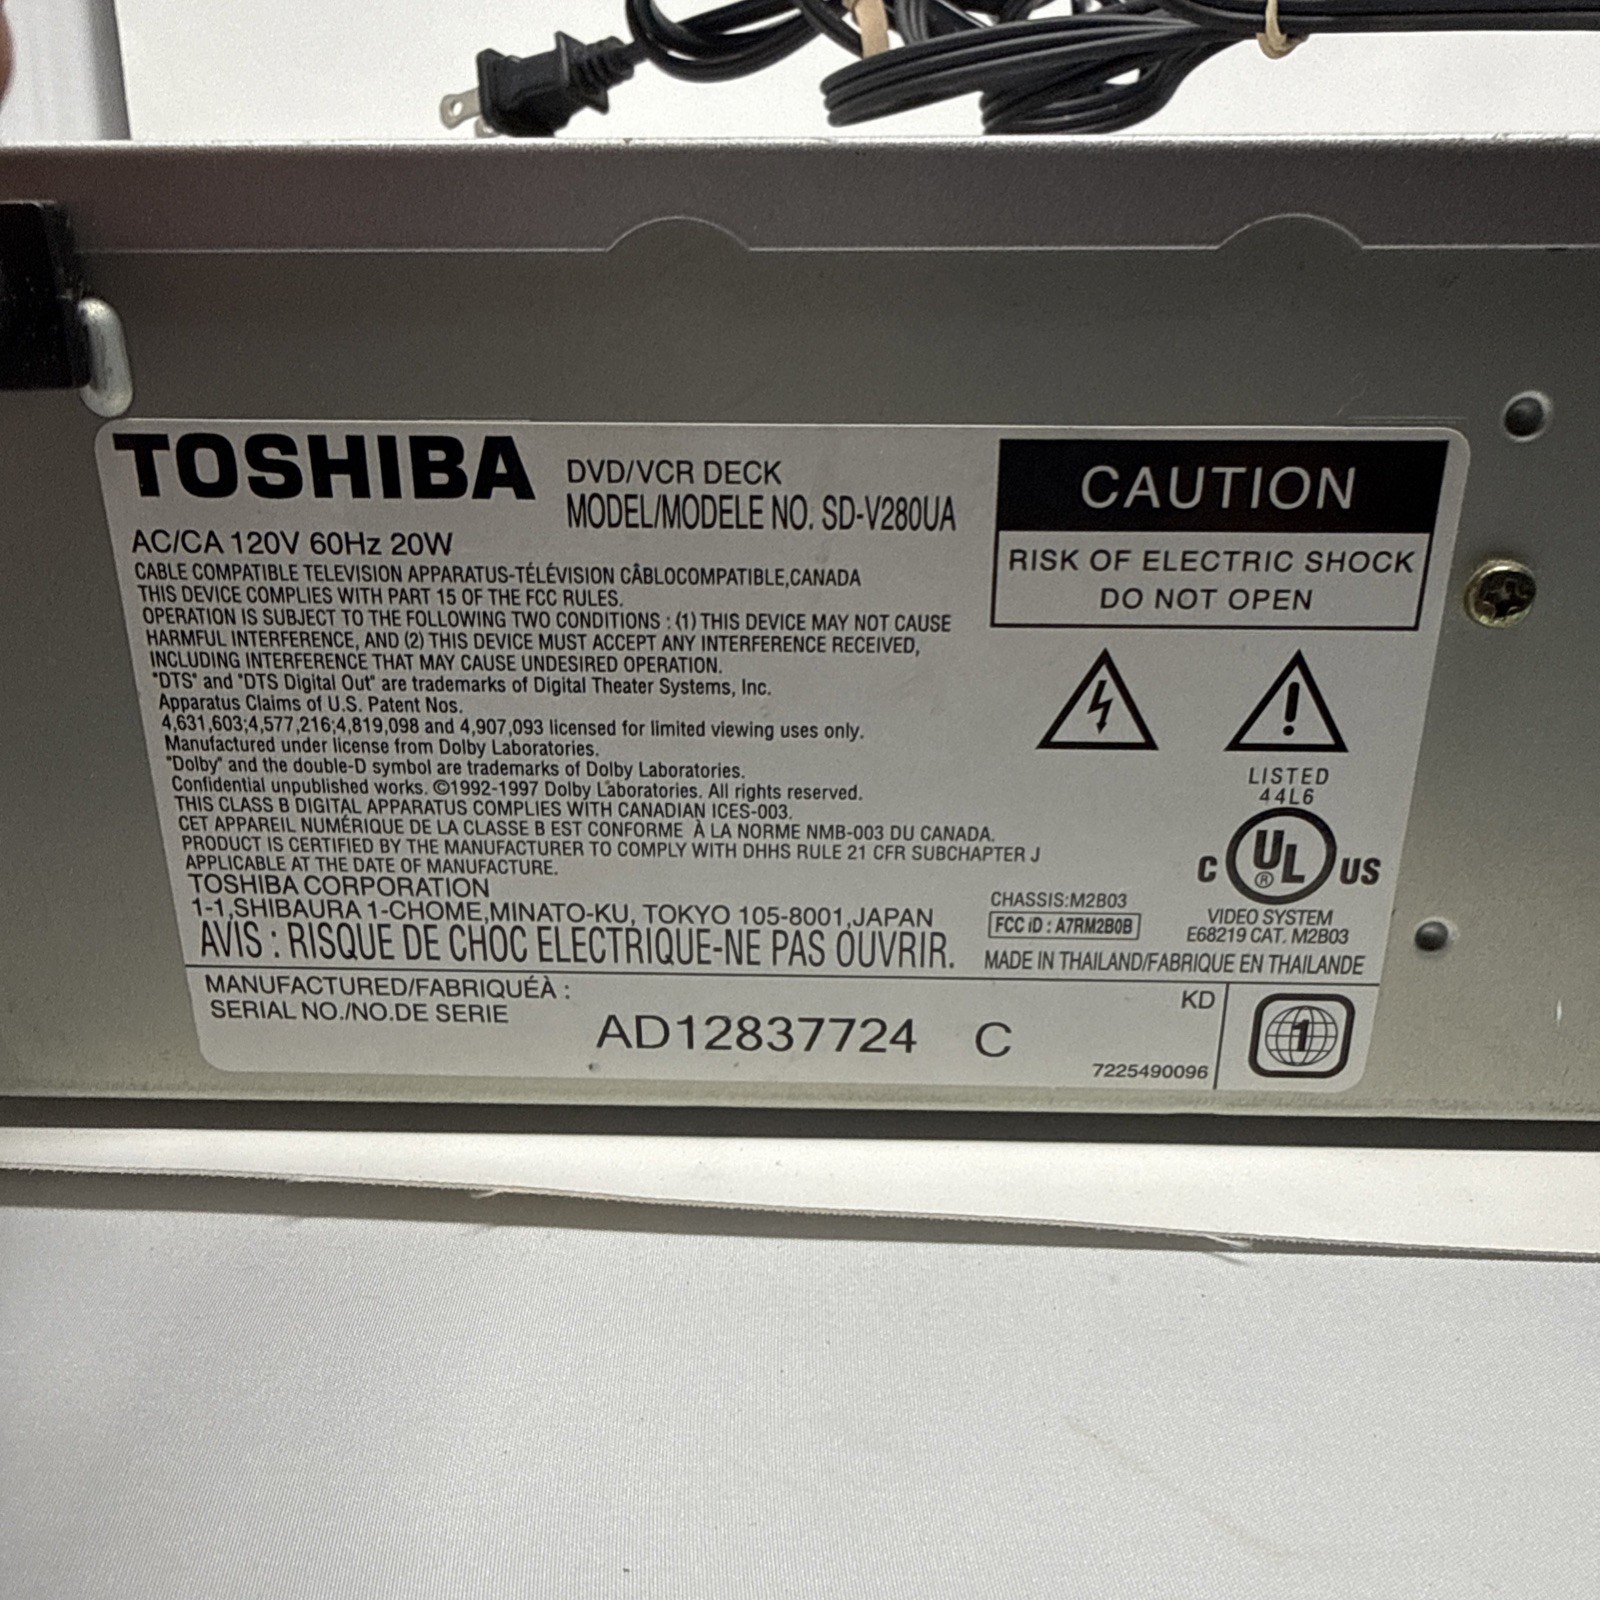 TOSHIBA
DVD/VCR DECK
MODEL/MODELE NO. SD-V280UA
AC/CA 120V 60Hz 20W
CABLE COMPATIBLE TELEVISION APPARATUS-TÉLÉVISION CÂBLOCOMPATIBLE,CANADA
THIS DEVICE COMPLIES WITH PART 15 OF THE FCC RULES.
OPERATION IS SUBJECT TO THE FOLLOWING TWO CONDITIONS : (1) THIS DEVICE MAY NOT CAUSE
HARMFUL INTERFERENCE, AND (2) THIS DEVICE MUST ACCEPT ANY INTERFERENCE RECEIVED,
INCLUDING INTERFERENCE THAT MAY CAUSE UNDESIRED OPERATION.
"DTS" and "DTS Digital Out" are trademarks of Digital Theater Systems, Inc.
Apparatus Claims of U.S. Patent Nos.
4,631,603;4,577,216;4,819,098 and 4,907,093 licensed for limited viewing uses only.
Manufactured under license from Dolby Laboratories.
"Dolby" and the double-D symbol are trademarks of Dolby Laboratories.
Confidential unpublished works. ©1992-1997 Dolby Laboratories. All rights reserved.
THIS CLASS B DIGITAL APPARATUS COMPLIES WITH CANADIAN ICES-003.
CET APPAREIL NUMÉRIQUE DE LA CLASSE B EST CONFORME À LA NORME NMB-003 DU CANADA.
PRODUCT IS CERTIFIED BY THE MANUFACTURER TO COMPLY WITH DHHS RULE 21 CFR SUBCHAPTER J
APPLICABLE AT THE DATE OF MANUFACTURE.
TOSHIBA CORPORATION
1-1,SHIBAURA 1-CHOME,MINATO-KU, TOKYO 105-8001,JAPAN
AVIS : RISQUE DE CHOC ELECTRIQUE-NE PAS OUVRIR.
CAUTION
RISK OF ELECTRIC SHOCK
DO NOT OPEN
LISTED
44L6
C UL ® US
CHASSIS:M2B03
FCC iD : A7RM2B0B
VIDEO SYSTEM
E68219 CAT. M2B03
MADE IN THAILAND/FABRIQUE EN THAILANDE
MANUFACTURED/FABRIQUÉÀ :
SERIAL NO./NO.DE SERIE
AD12837724 C
KD
7225490096
1